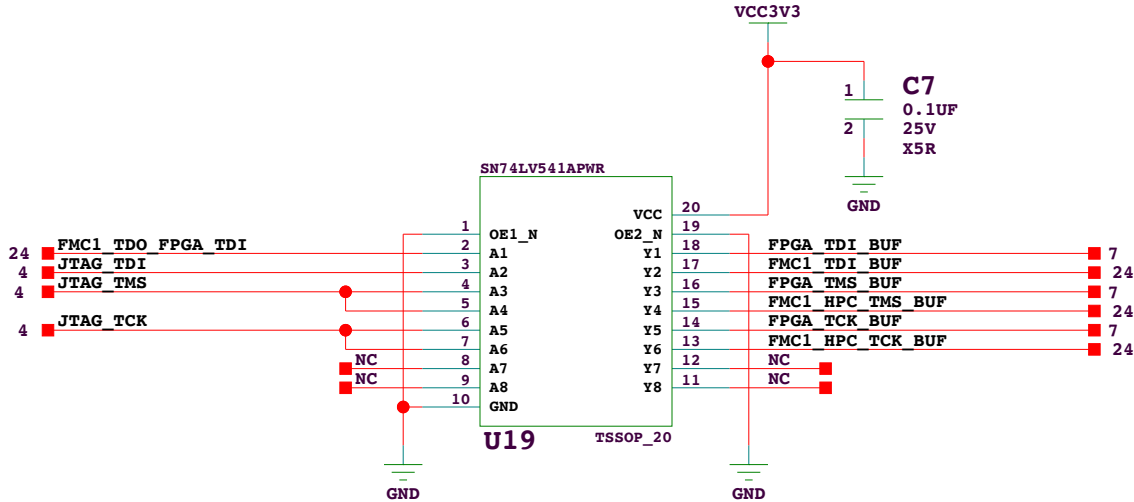 VCC3V3
1 C7
0.1UF
2 25V
X5R
GND
SN74LV541APWR
VCC 20
1 OE1_N OE2_N 19
24 FMC1_TDO_FPGA_TDI 2 A1 Y1 18 FPGA_TDI_BUF 7
4 JTAG_TDI 3 A2 Y2 17 FMC1_TDI_BUF 24
4 JTAG_TMS 4 A3 Y3 16 FPGA_TMS_BUF 7
5 A4 Y4 15 FMC1_HPC_TMS_BUF 24
4 JTAG_TCK 6 A5 Y5 14 FPGA_TCK_BUF 7
7 A6 Y6 13 FMC1_HPC_TCK_BUF 24
NC 8 A7 Y7 12 NC
NC 9 A8 Y8 11 NC
10 GND
U19 TSSOP_20
GND GND